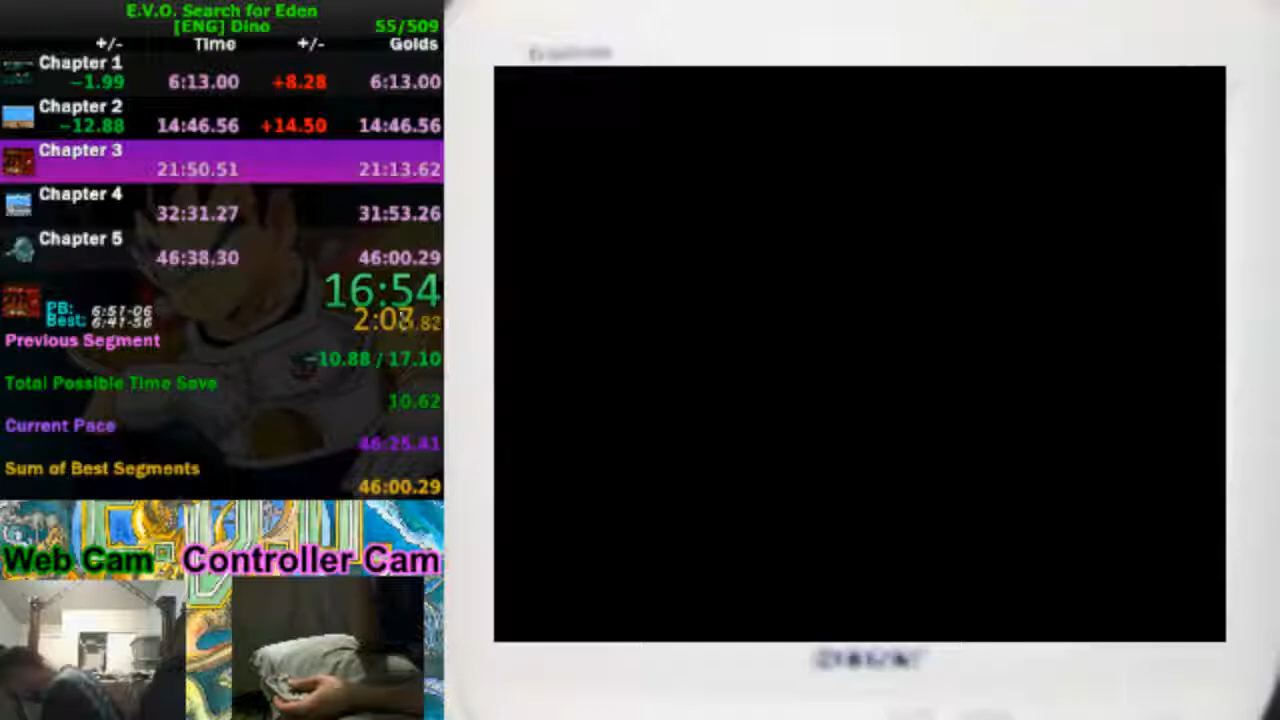 E.V.O. Search for Eden
[ENG] Dino 55/509
+/- Time +/- Golds
Chapter 1
-1.99 6:13.00 +8.28 6:13.00
Chapter 2
-12.88 14:46.56 +14.50 14:46.56
Chapter 3
21:50.51 21:13.62
Chapter 4
32:31.27 31:53.26
Chapter 5
46:38.30 46:00.29
16:54
PB: 6:51.06
Best: 6:41.56
Previous Segment
-10.88 / 17.10
Total Possible Time Save
10.62
Current Pace
46:25.41
Sum of Best Segments
46:00.29
Web Cam Controller Cam